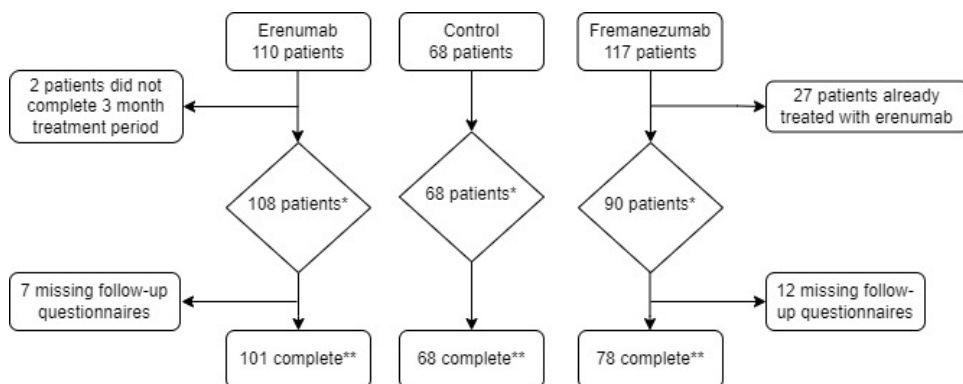 Erenumab
110 patients
Control
68 patients
Fremanezumab
117 patients
2 patients did not
complete 3 month
treatment period
27 patients already
treated with erenumab
108 patients*
68 patients*
90 patients*
7 missing follow-up
questionnaires
12 missing follow-
up questionnaires
101 complete**
68 complete**
78 complete**